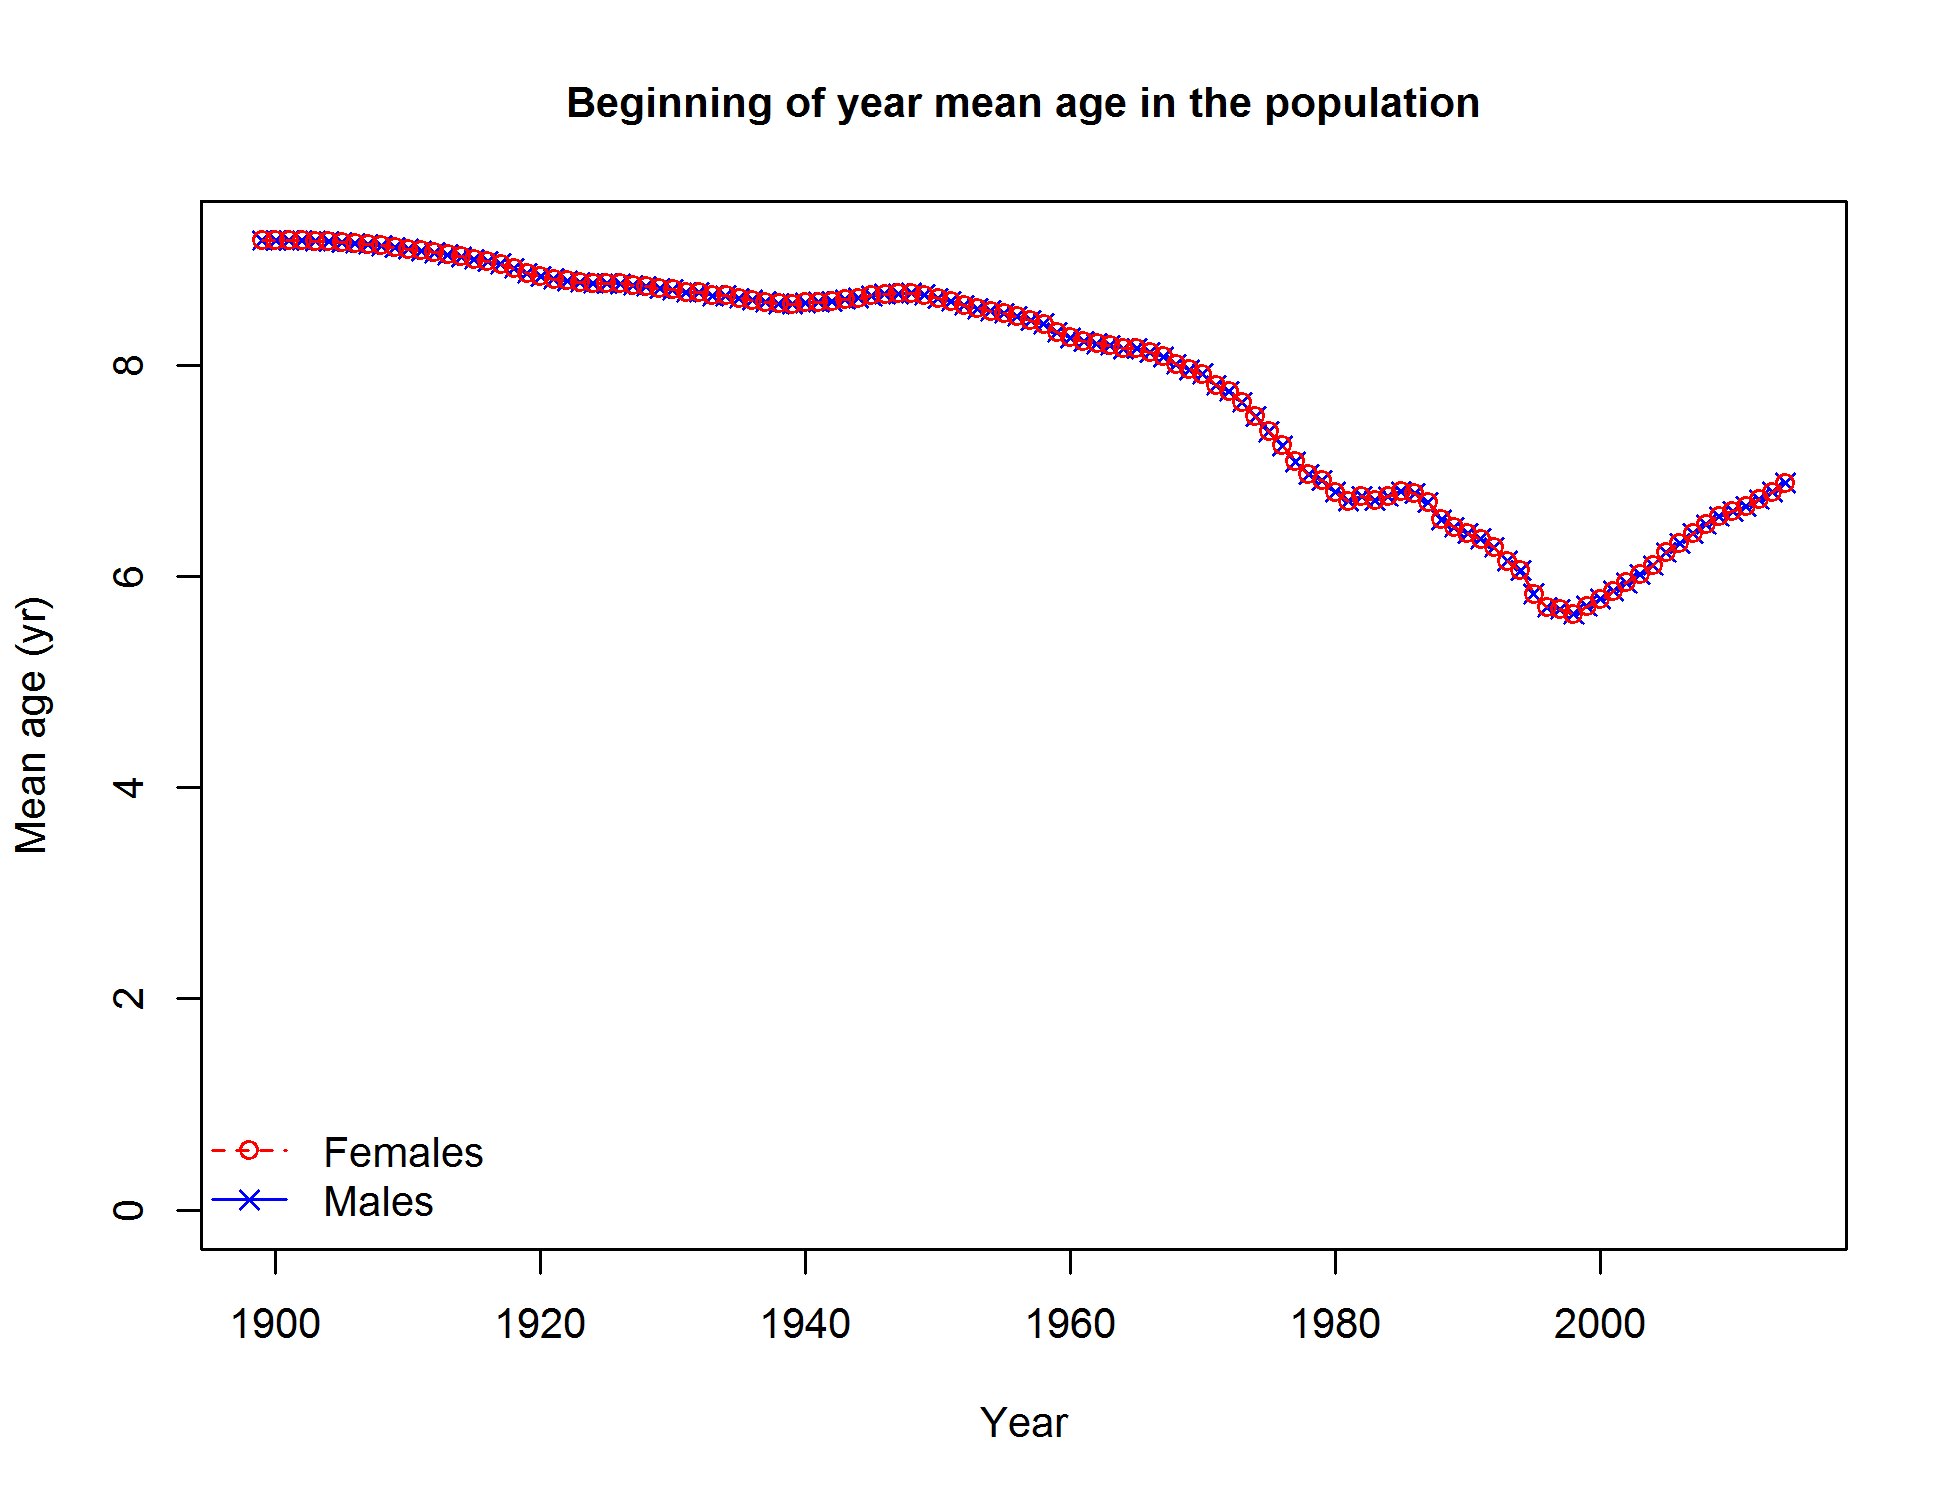 Beginning of year mean age in the population
Mean age (yr)
8
6
4
2
0
Females
Males
1900 1920 1940 1960 1980 2000
Year